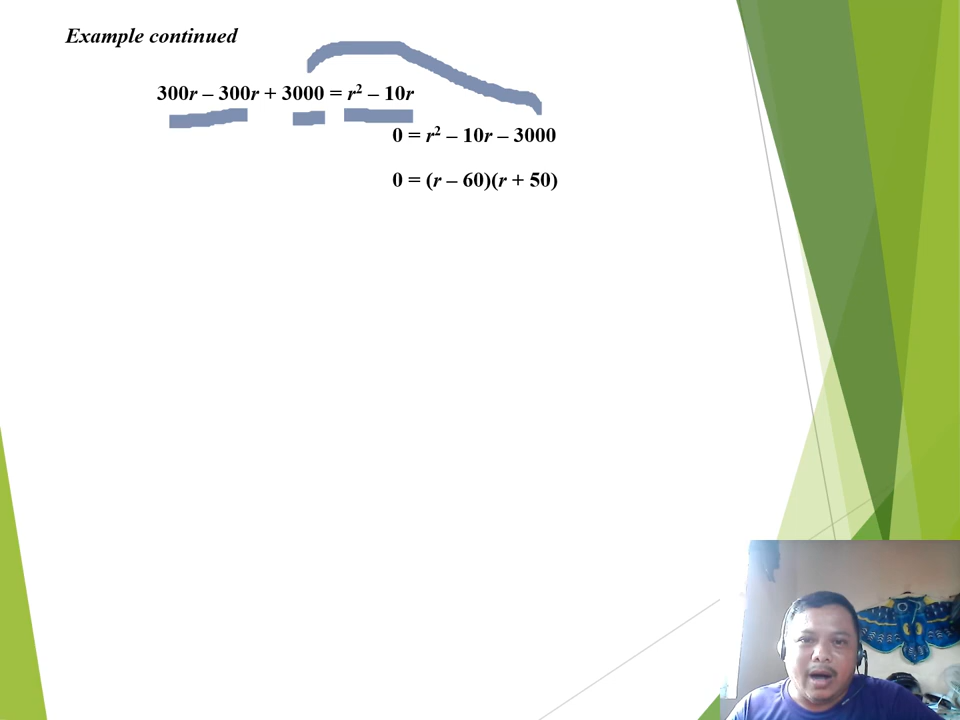 Example continued
300r – 300r + 3000 = r² – 10r
0 = r² – 10r – 3000
0 = (r – 60)(r + 50)